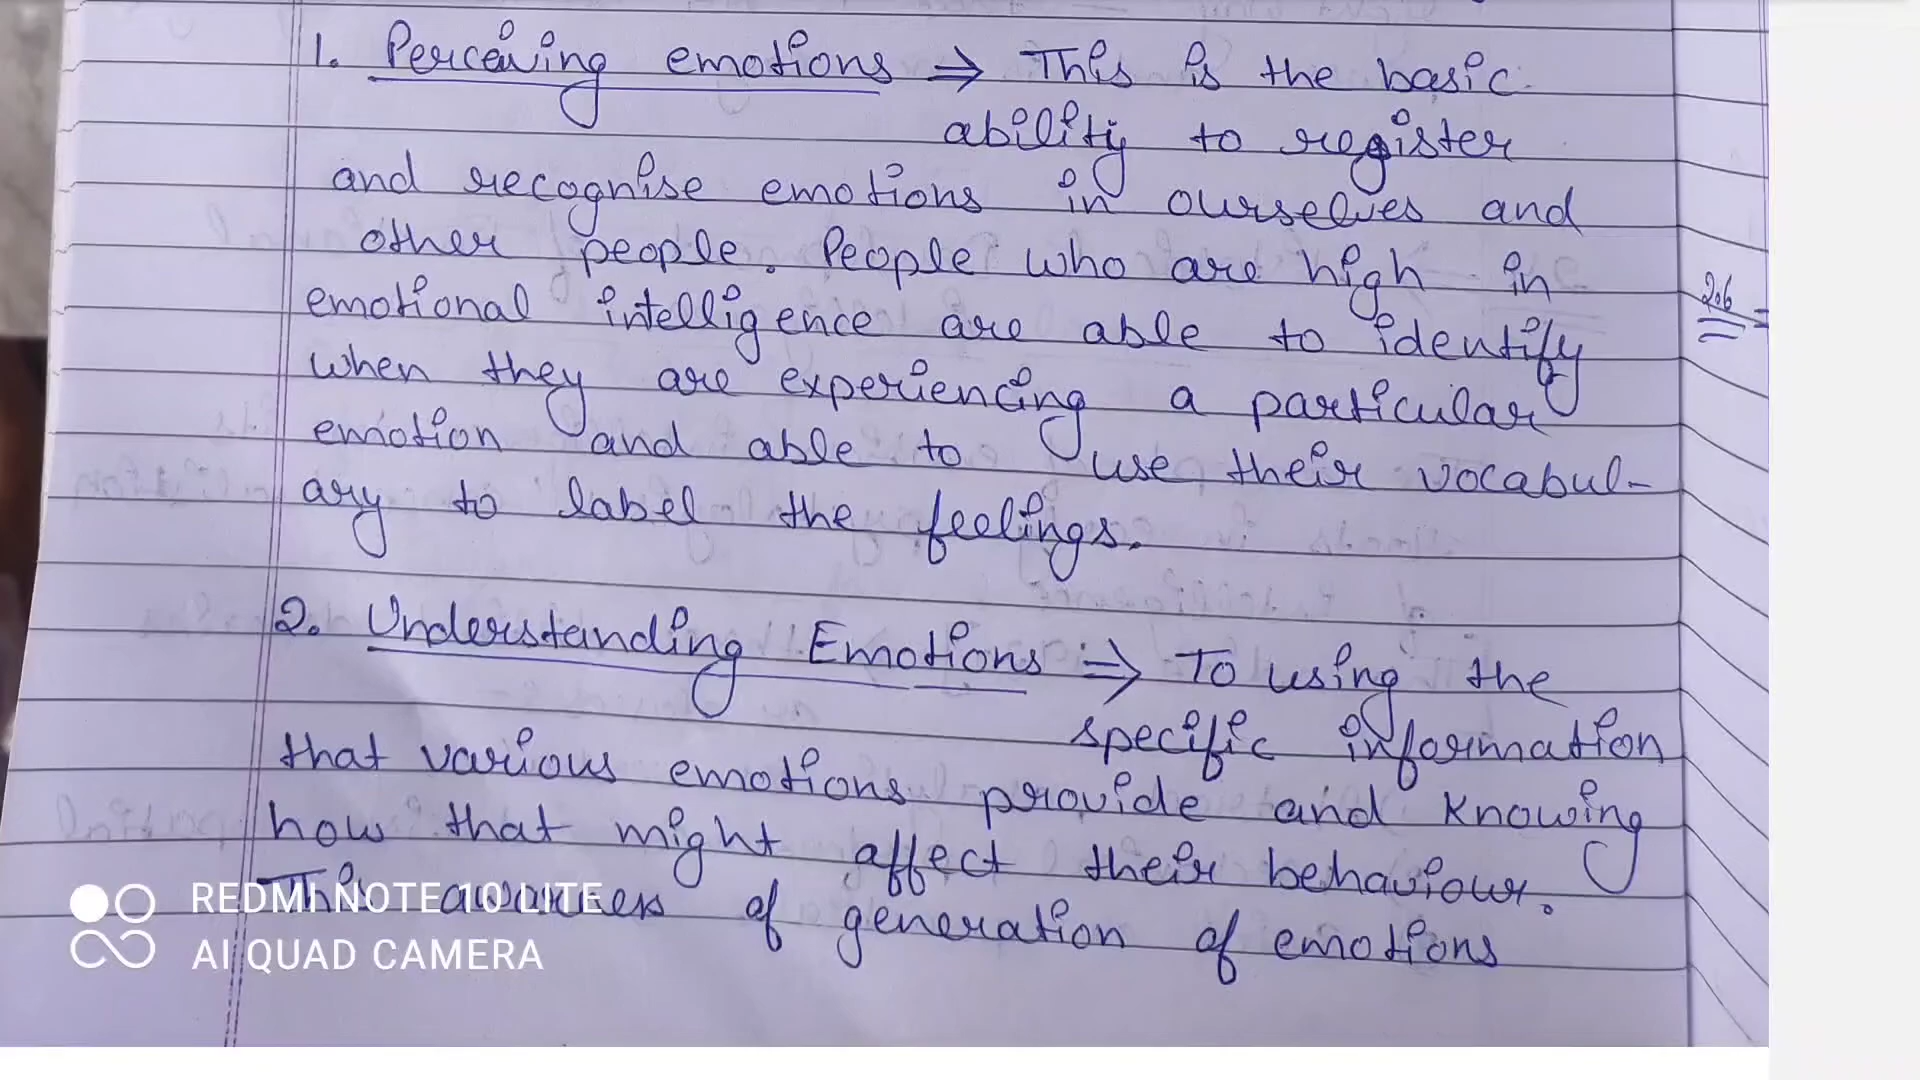 1. Perceiving emotions ⇒ This is the basic
ability to register
and recognise emotions in ourselves and
other people. People who are high in
emotional intelligence are able to identify
when they are experiencing a particular
emotion and able to use their vocabul-
ary to label the feelings.
206
2. Understanding Emotions ⇒ To using the
specific information
that various emotions provide and knowing
how that might affect their behaviour.
of generation of emotions
REDMI NOTE 10 LITE
AI QUAD CAMERA